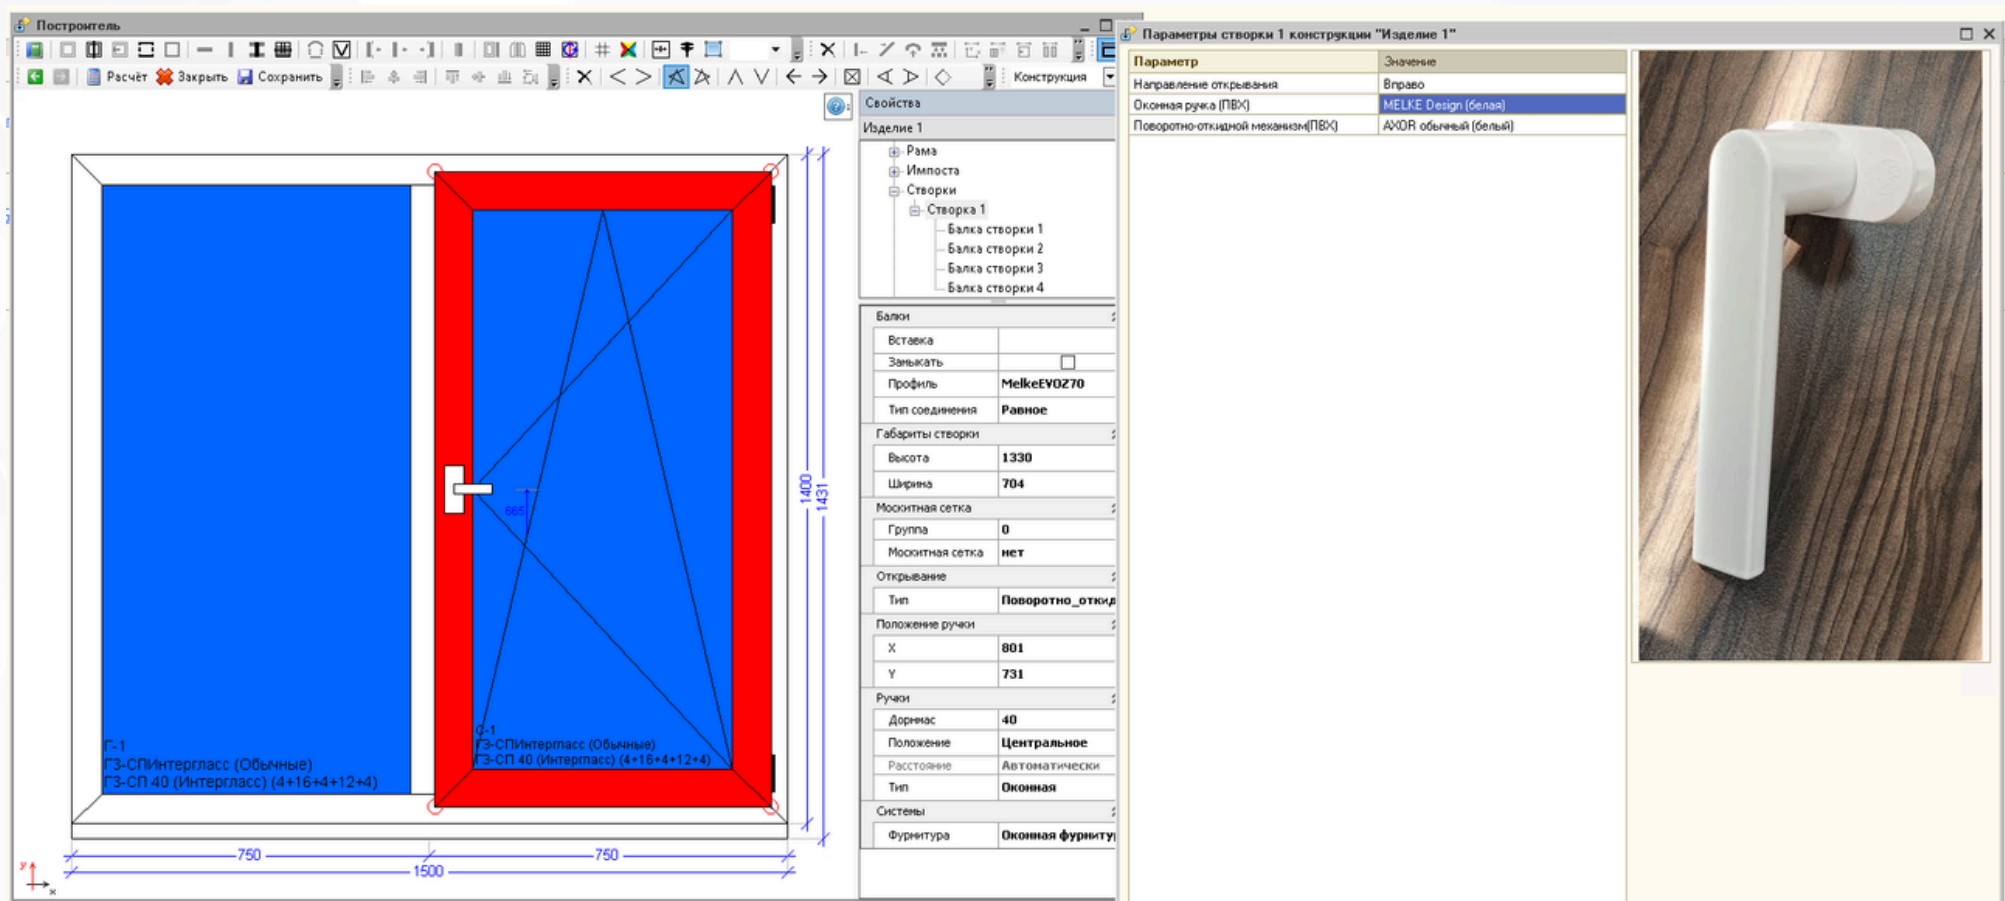 Построитель
Расчёт
Закрыть
Сохранить
Конструкция
Г-1
ГЗ-СПИнтергласс (Обычные)
ГЗ-СП 40 (Интергласс) (4+16+4+12+4)
С-1
ГЗ-СПИнтергласс (Обычные)
ГЗ-СП 40 (Интергласс) (4+16+4+12+4)
665
1400
1431
750
750
1500
y
x
Свойства
Изделие 1
Рама
Импоста
Створки
Створка 1
Балка створки 1
Балка створки 2
Балка створки 3
Балка створки 4
Балки
Вставка
Замыкать
Профиль MelkeEVOZ70
Тип соединения Равное
Габариты створки
Высота 1330
Ширина 704
Москитная сетка
Группа 0
Москитная сетка нет
Открывание
Тип Поворотно_откид
Положение ручки
X 801
Y 731
Ручки
Дормас 40
Положение Центральное
Расстояние Автоматически
Тип Оконная
Системы
Фурнитура Оконная фурниту
Параметры створки 1 конструкции "Изделие 1"
Параметр Значение
Направление открывания Вправо
Оконная ручка (ПВХ) MELKE Design (белая)
Поворотно-откидной механизм(ПВХ) AXOR обычный (белый)